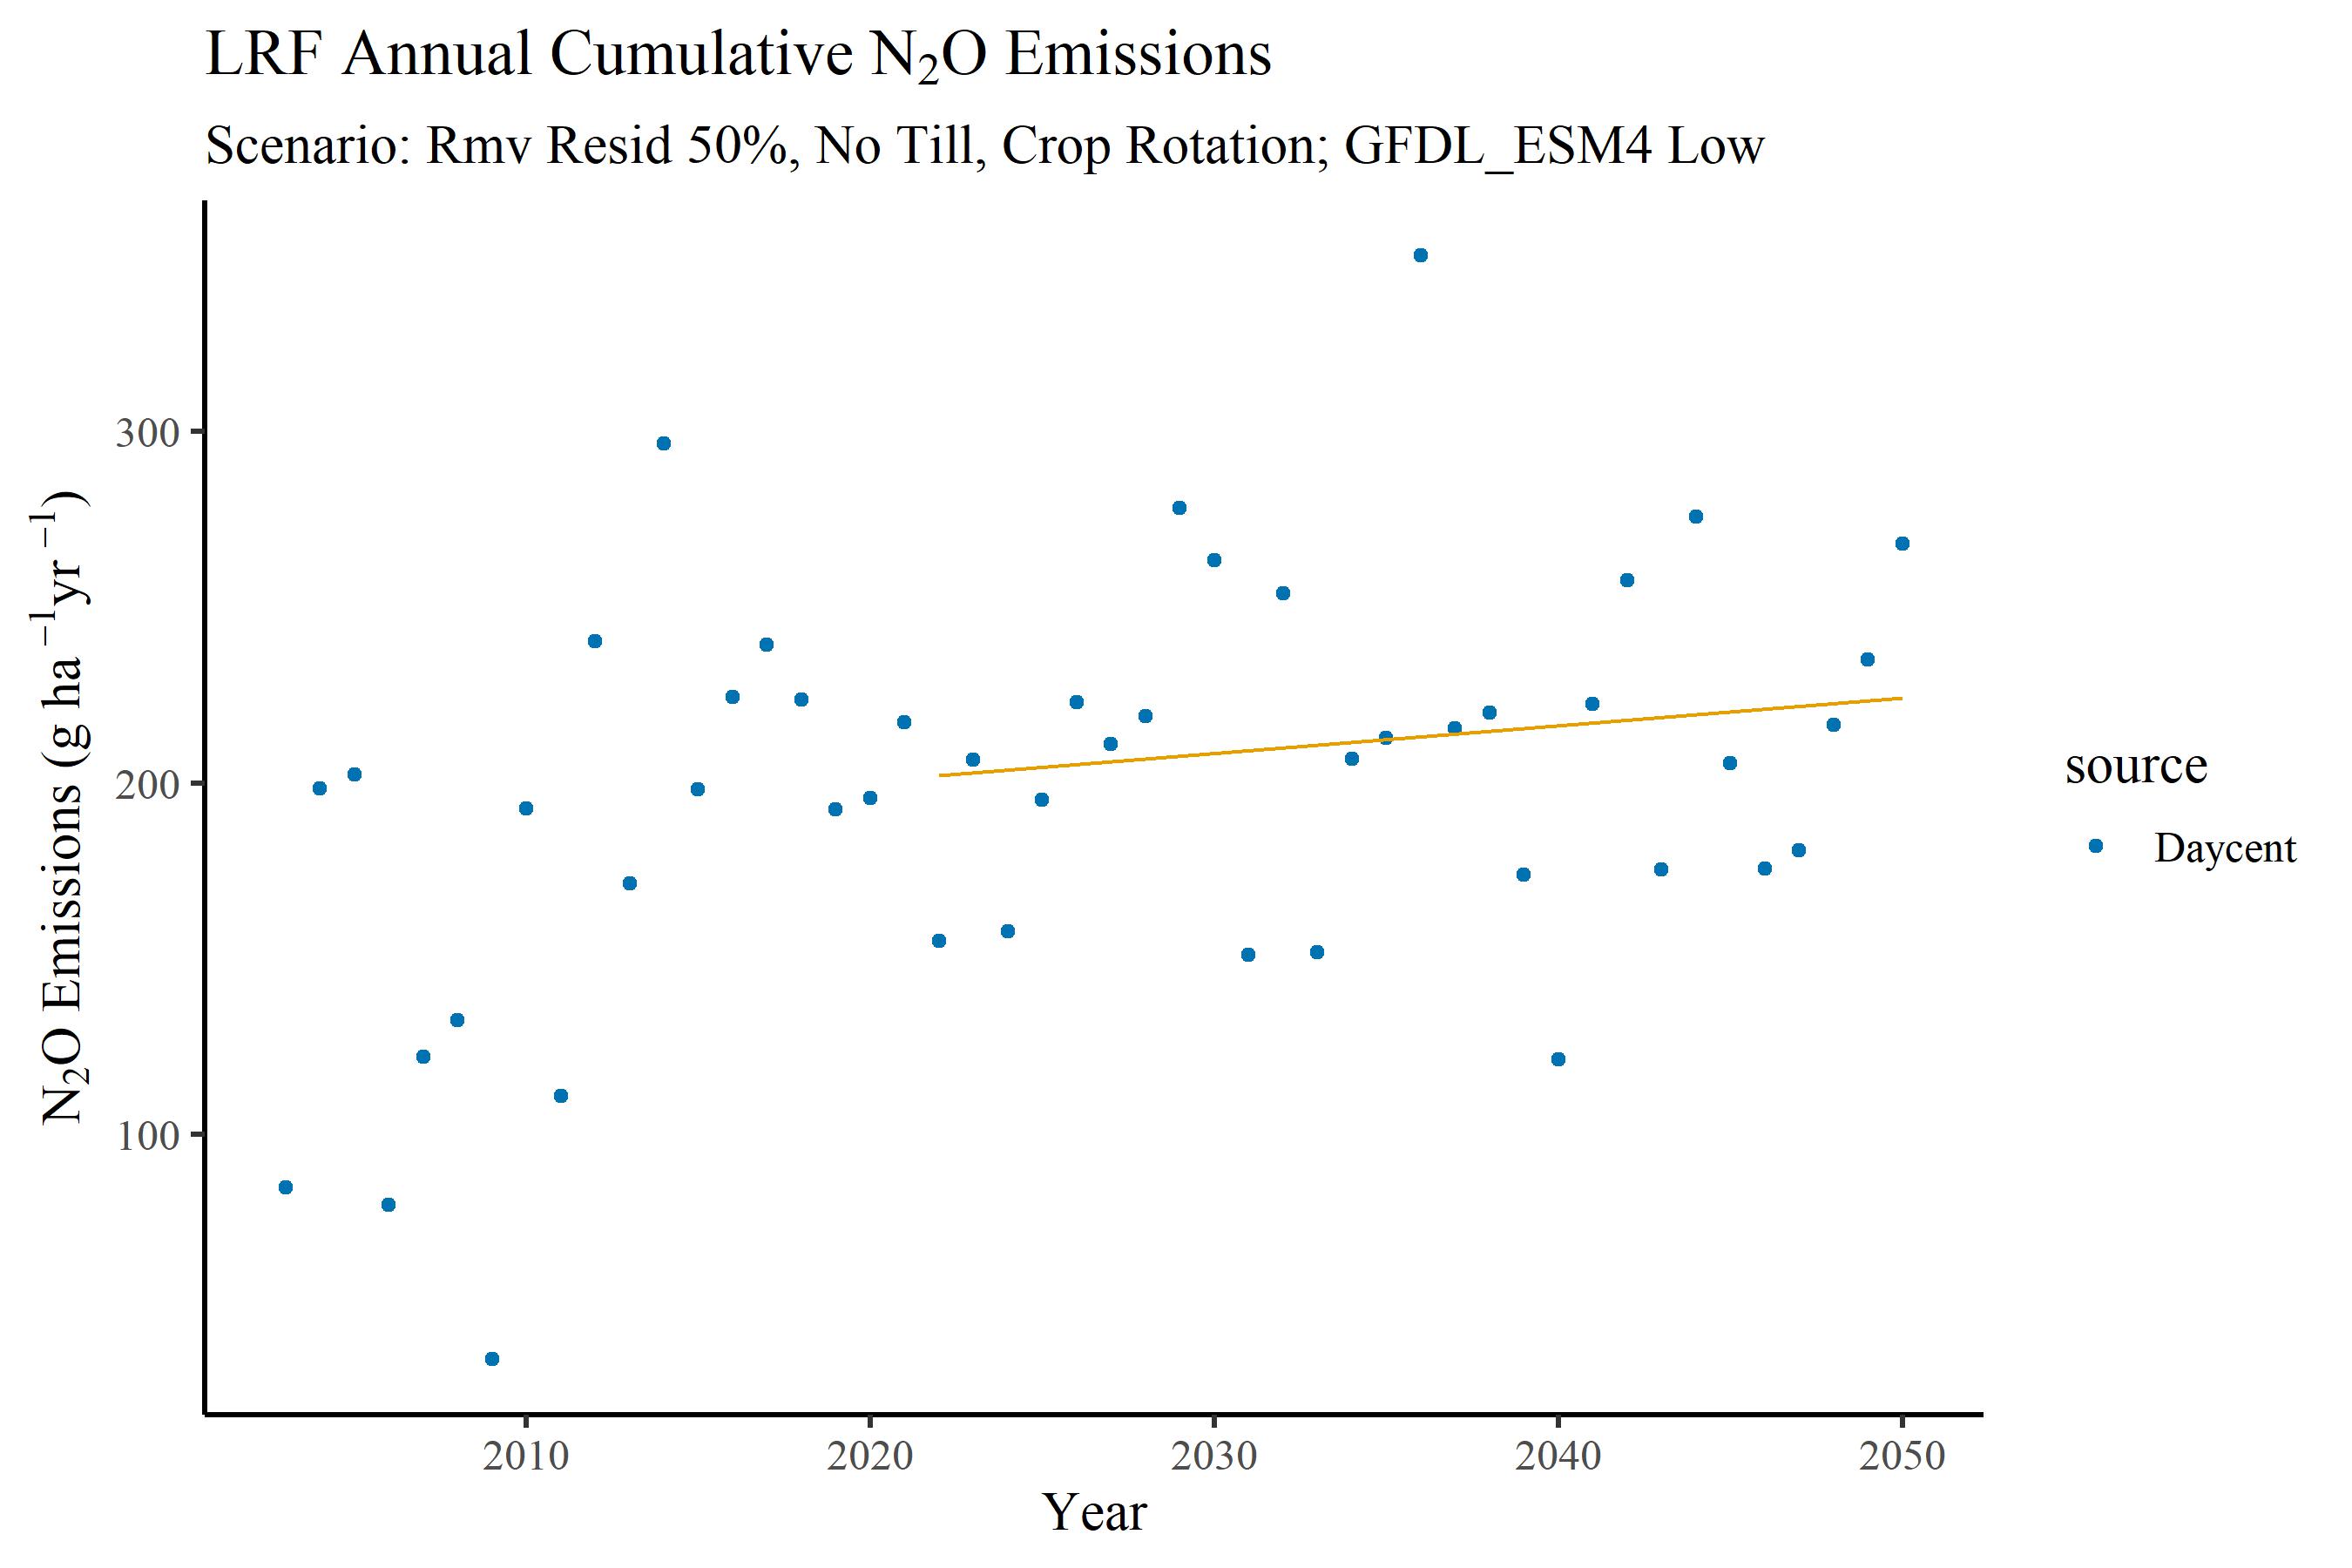 LRF Annual Cumulative N₂O Emissions
Scenario: Rmv Resid 50%, No Till, Crop Rotation; GFDL_ESM4 Low
N₂O Emissions (g ha ⁻¹yr ⁻¹)
300
200
100
2010 2020 2030 2040 2050
Year
source
Daycent